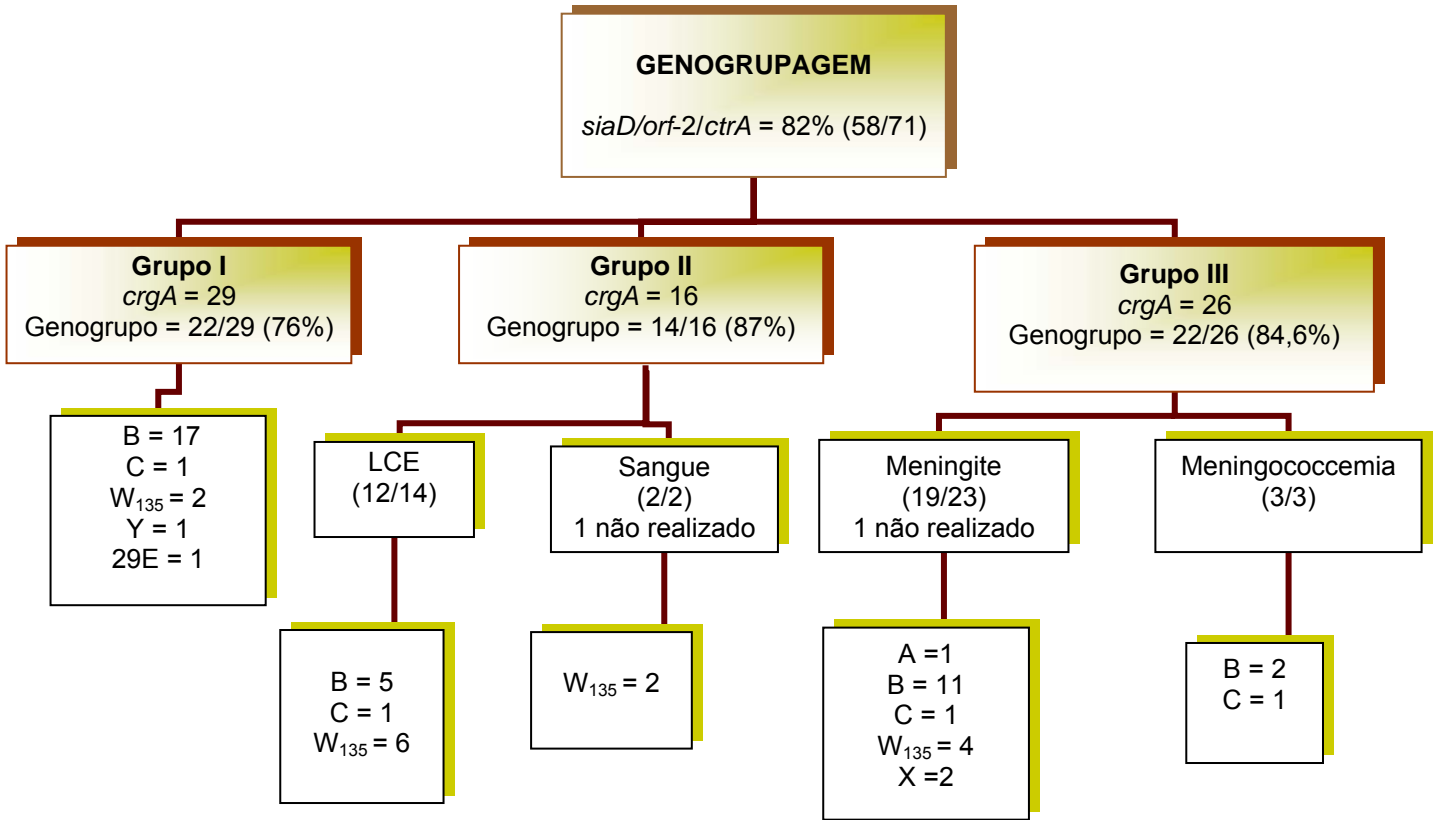 GENOGRUPAGEM
siaD/orf-2/ctrA = 82% (58/71)
Grupo I
crgA = 29
Genogrupo = 22/29 (76%)
Grupo II
crgA = 16
Genogrupo = 14/16 (87%)
Grupo III
crgA = 26
Genogrupo = 22/26 (84,6%)
B = 17
C = 1
W135 = 2
Y = 1
29E = 1
LCE
(12/14)
Sangue
(2/2)
1 não realizado
Meningite
(19/23)
1 não realizado
Meningococcemia
(3/3)
B = 5
C = 1
W135 = 6
W135 = 2
A =1
B = 11
C = 1
W135 = 4
X =2
B = 2
C = 1